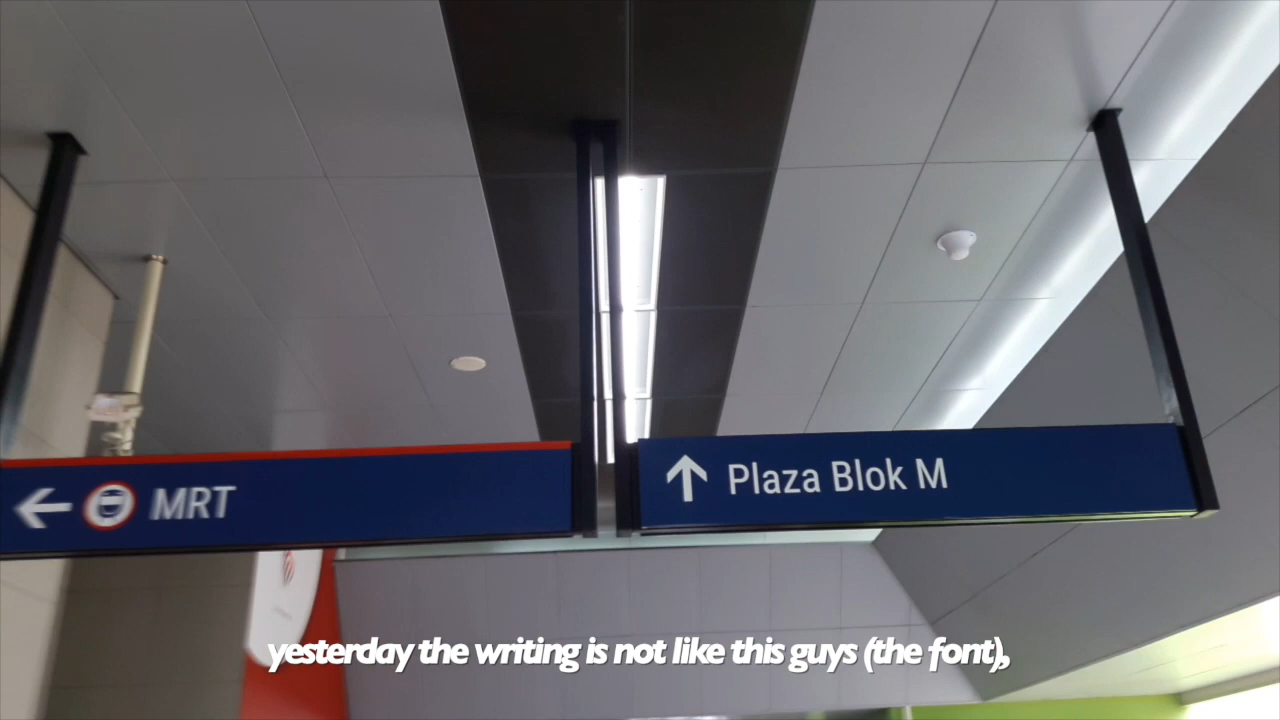 MRT
Plaza Blok M
yesterday the writing is not like this guys (the font),